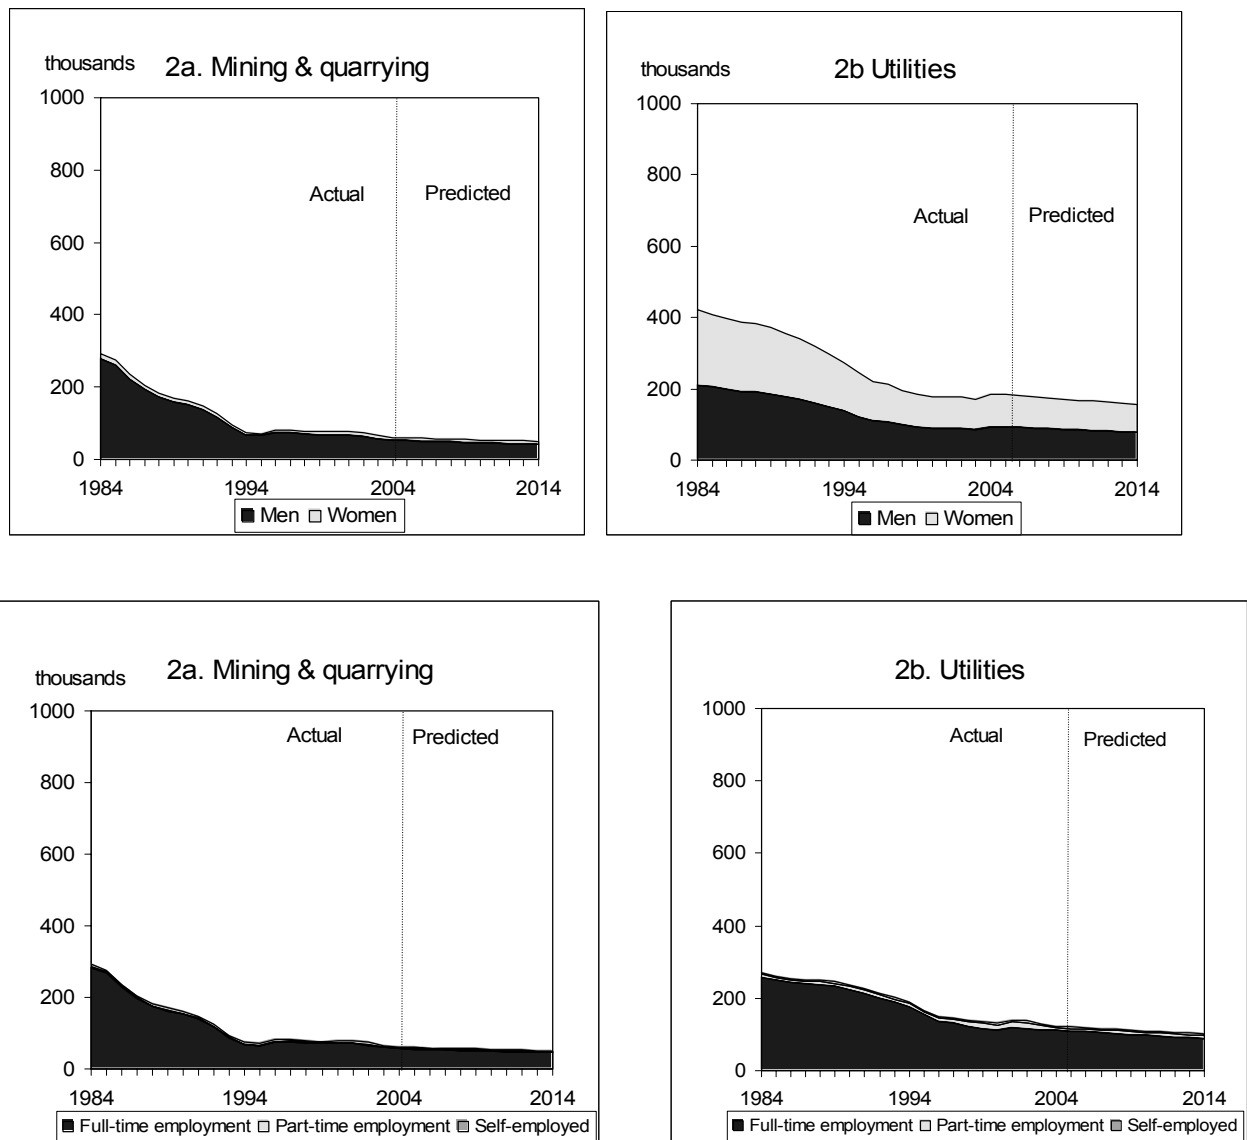 thousands 2a. Mining & quarrying
1000
800
Actual Predicted
600
400
200
0
1984 1994 2004 2014
Men Women
thousands 2b Utilities
1000
800
Actual Predicted
600
400
200
0
1984 1994 2004 2014
Men Women
thousands 2a. Mining & quarrying
1000
Actual Predicted
800
600
400
200
0
1984 1994 2004 2014
Full-time employment Part-time employment Self-employed
2b. Utilities
1000
Actual Predicted
800
600
400
200
0
1984 1994 2004 2014
Full-time employment Part-time employment Self-employed